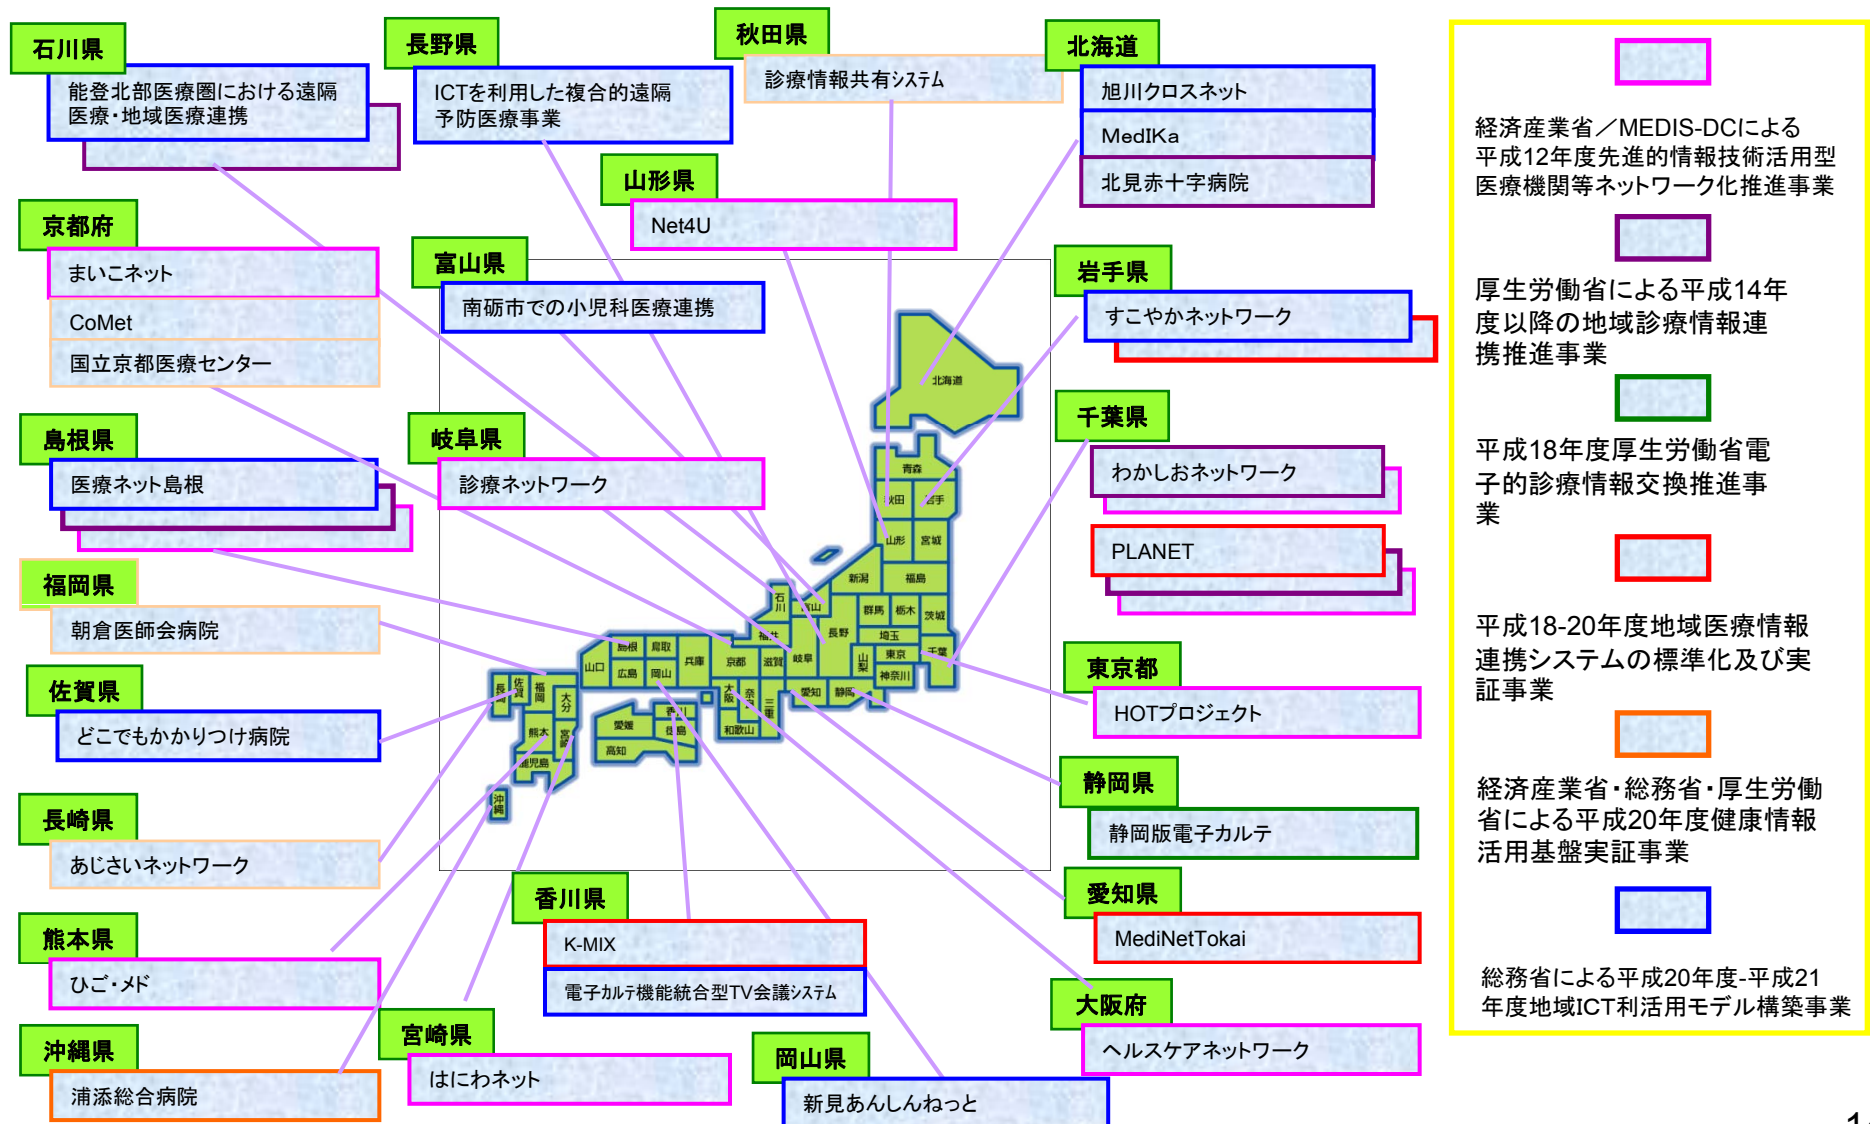 石川県
能登北部医療圏における遠隔
医療・地域医療連携
長野県
ICTを利用した複合的遠隔
予防医療事業
秋田県
診療情報共有システム
北海道
旭川クロスネット
MedIKa
北見赤十字病院
山形県
Net4U
京都府
まいこネット
CoMet
国立京都医療センター
富山県
南砺市での小児科医療連携
岩手県
すこやかネットワーク
島根県
医療ネット島根
岐阜県
診療ネットワーク
千葉県
わかしおネットワーク
PLANET
福岡県
朝倉医師会病院
佐賀県
どこでもかかりつけ病院
東京都
HOTプロジェクト
静岡県
静岡版電子カルテ
長崎県
あじさいネットワーク
香川県
K-MIX
電子カルテ機能統合型TV会議システム
愛知県
MediNetTokai
熊本県
ひご・メド
大阪府
ヘルスケアネットワーク
宮崎県
はにわネット
沖縄県
浦添総合病院
岡山県
新見あんしんねっと
北海道
青森
秋田
岩手
山形
宮城
新潟
福島
石川
富山
群馬
栃木
茨城
福井
長野
埼玉
山梨
東京
千葉
神奈川
山口
島根
鳥取
広島
岡山
兵庫
京都
滋賀
岐阜
愛知
静岡
大阪
奈良
三重
和歌山
香川
愛媛
徳島
高知
長崎
佐賀
福岡
大分
熊本
宮崎
鹿児島
沖縄
経済産業省／MEDIS-DCによる
平成12年度先進的情報技術活用型
医療機関等ネットワーク化推進事業
厚生労働省による平成14年
度以降の地域診療情報連
携推進事業
平成18年度厚生労働省電
子的診療情報交換推進事
業
平成18-20年度地域医療情報
連携システムの標準化及び実
証事業
経済産業省・総務省・厚生労働
省による平成20年度健康情報
活用基盤実証事業
総務省による平成20年度-平成21
年度地域ICT利活用モデル構築事業